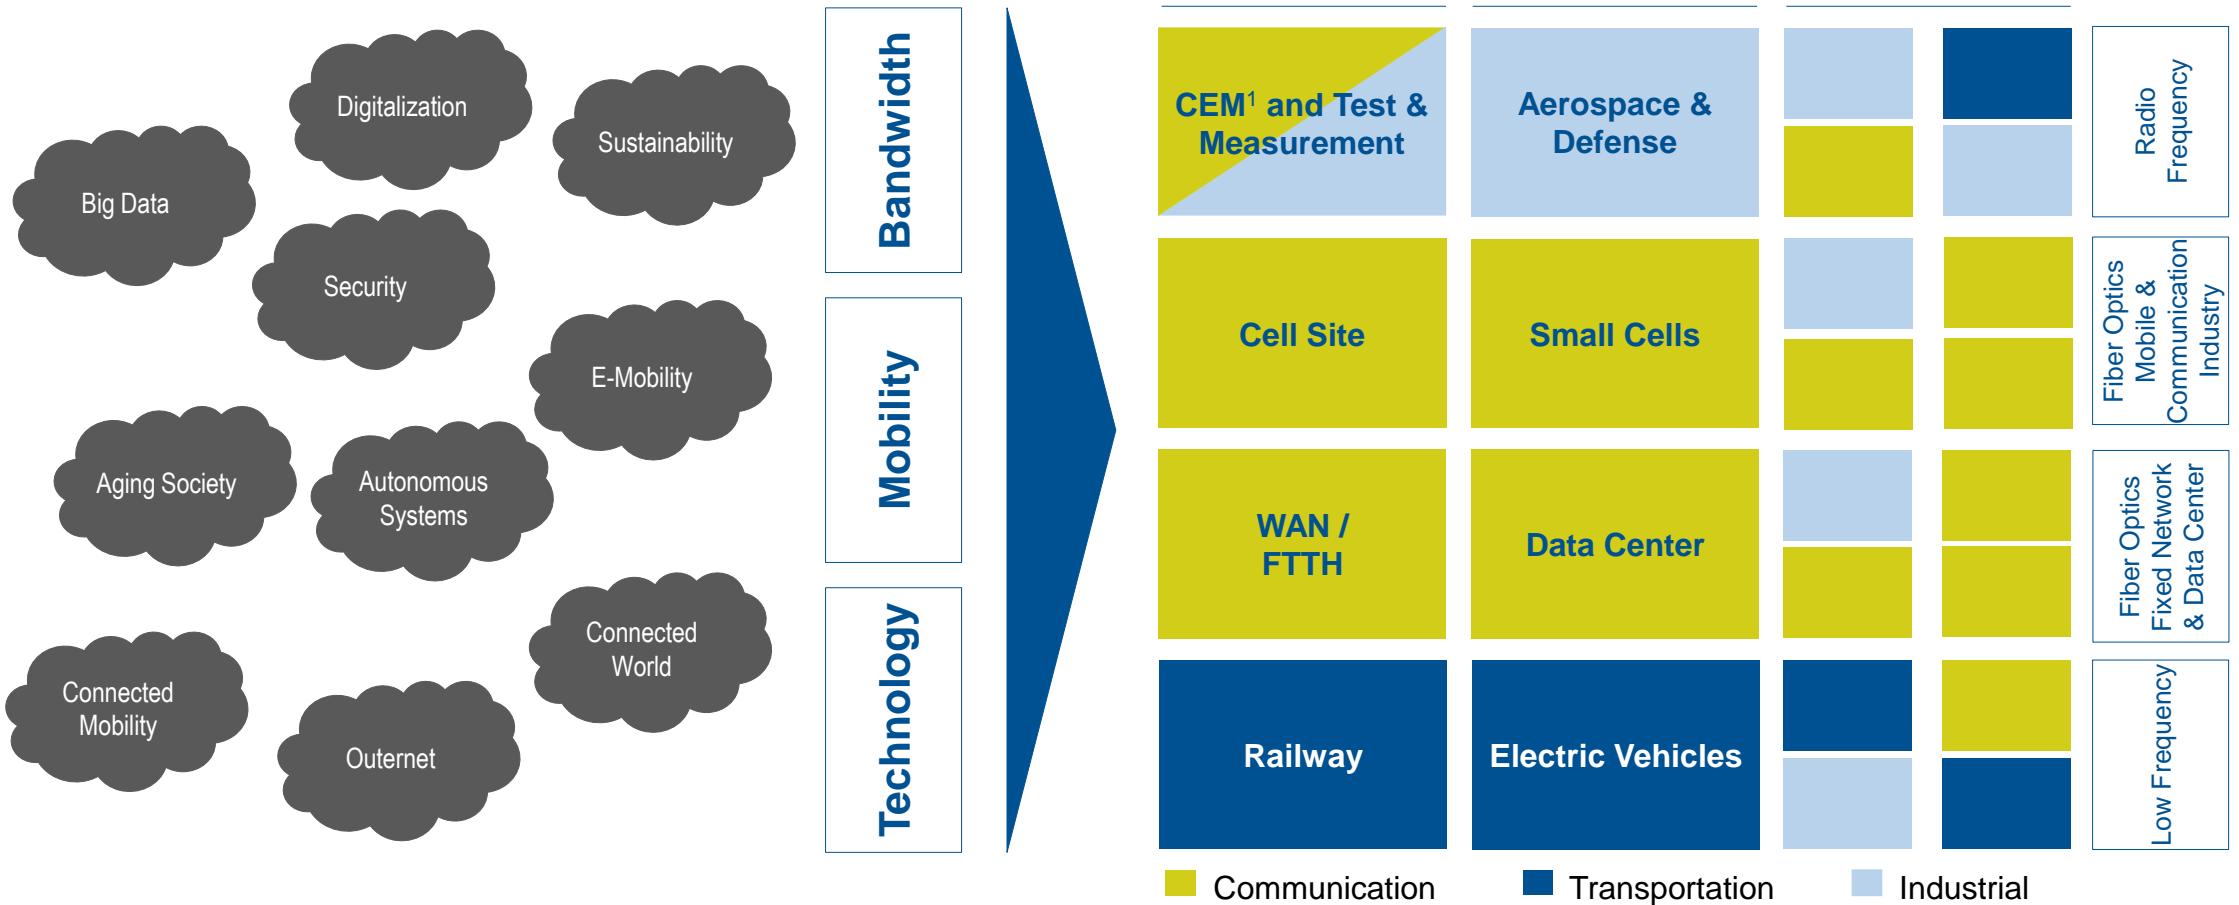 Digitalization
Sustainability
Big Data
Security
E-Mobility
Aging Society
Autonomous
Systems
Connected
World
Connected
Mobility
Outernet
Bandwidth
Mobility
Technology
CEM¹ and Test &
Measurement
Aerospace &
Defense
Radio
Frequency
Cell Site
Small Cells
Fiber Optics
Mobile &
Communication
Industry
WAN /
FTTH
Data Center
Fiber Optics
Fixed Network
& Data Center
Railway
Electric Vehicles
Low Frequency
Communication
Transportation
Industrial